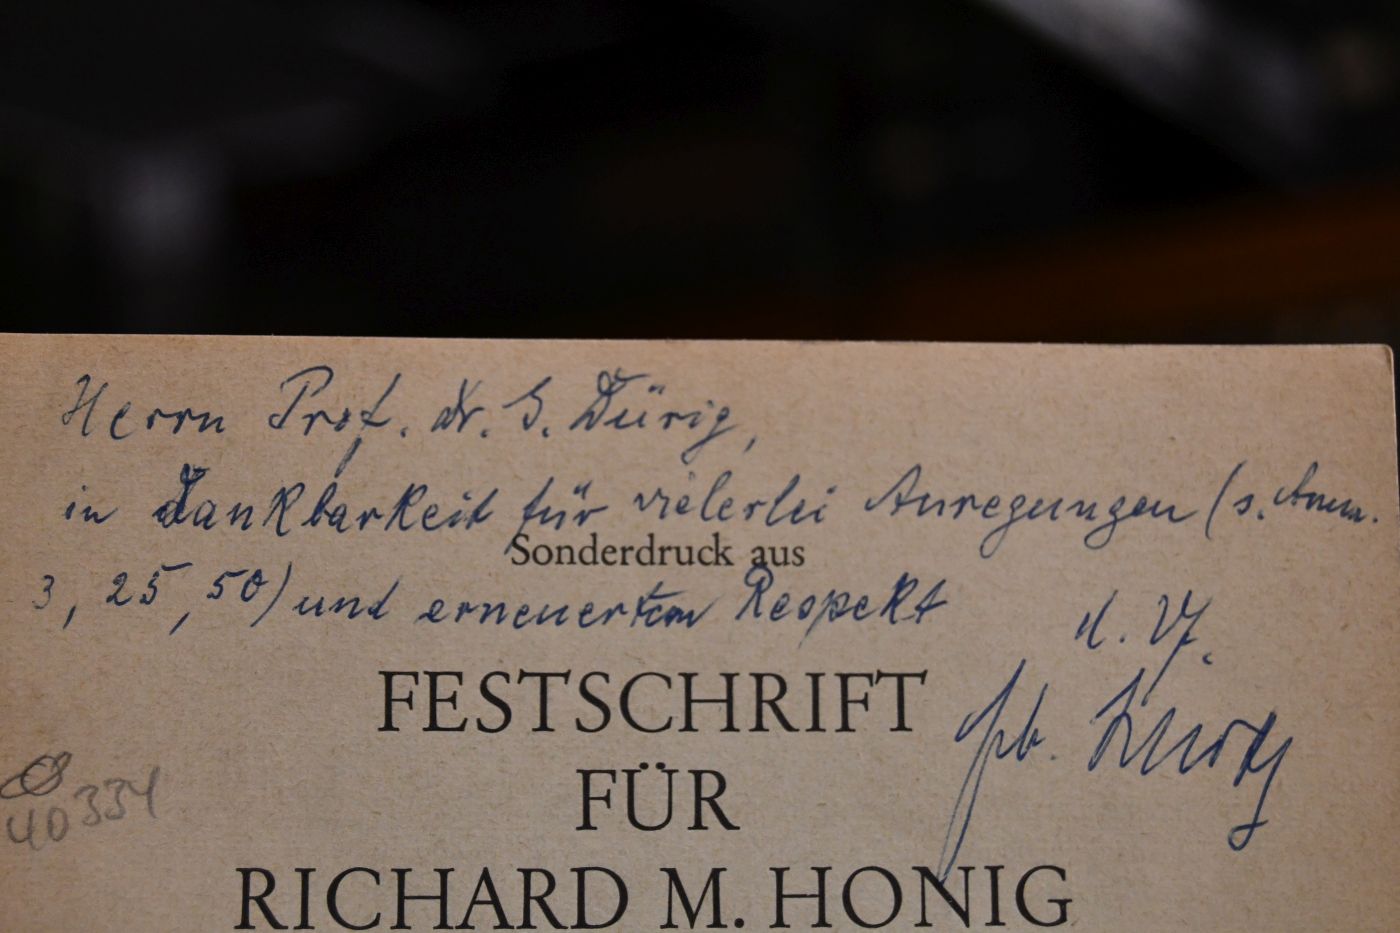 Herrn Prof. Dr. G. Dürig,
in Dankbarkeit für vielerlei Anregungen (s. Anm.
Sonderdruck aus
3, 25, 50) und erneuertem Respekt
d. Vf.
FESTSCHRIFT
FÜR
40334
RICHARD M. HONIG